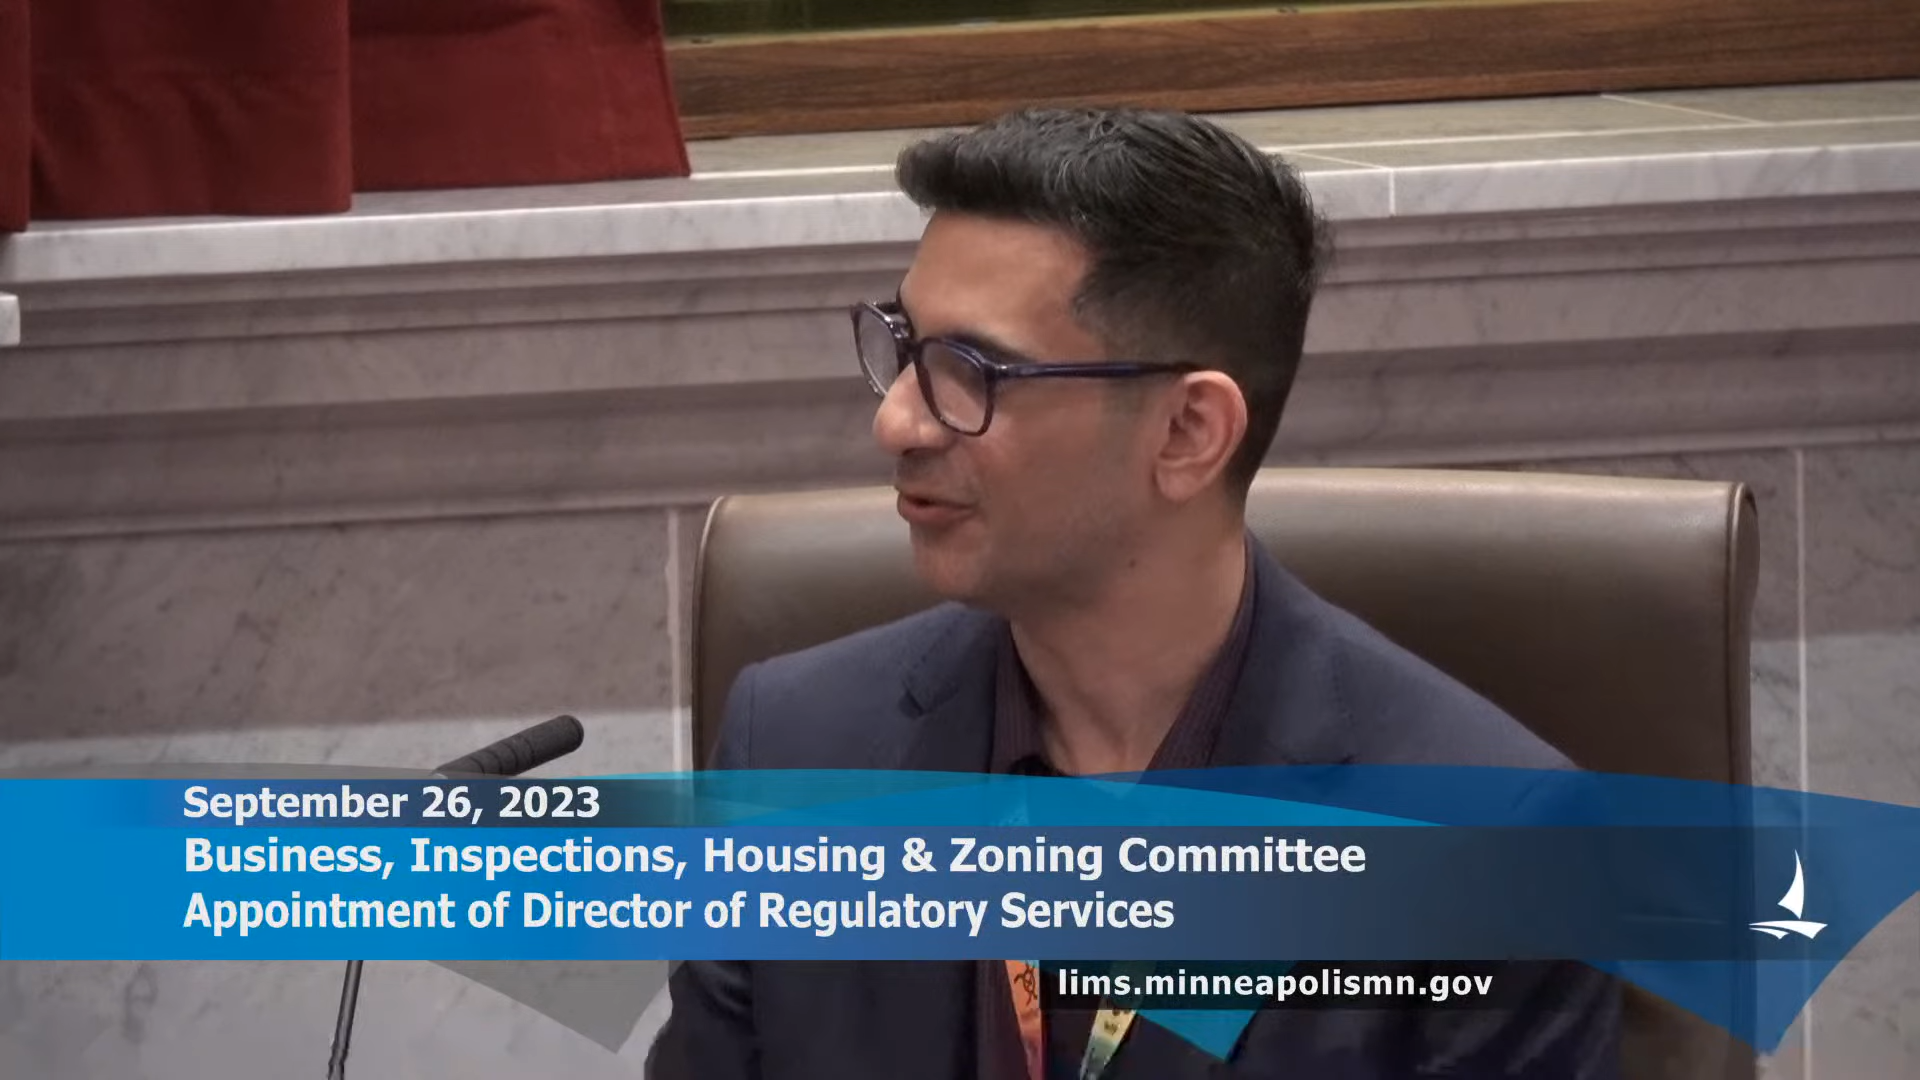 September 26, 2023
Business, Inspections, Housing & Zoning Committee
Appointment of Director of Regulatory Services
lims.minneapolismn.gov